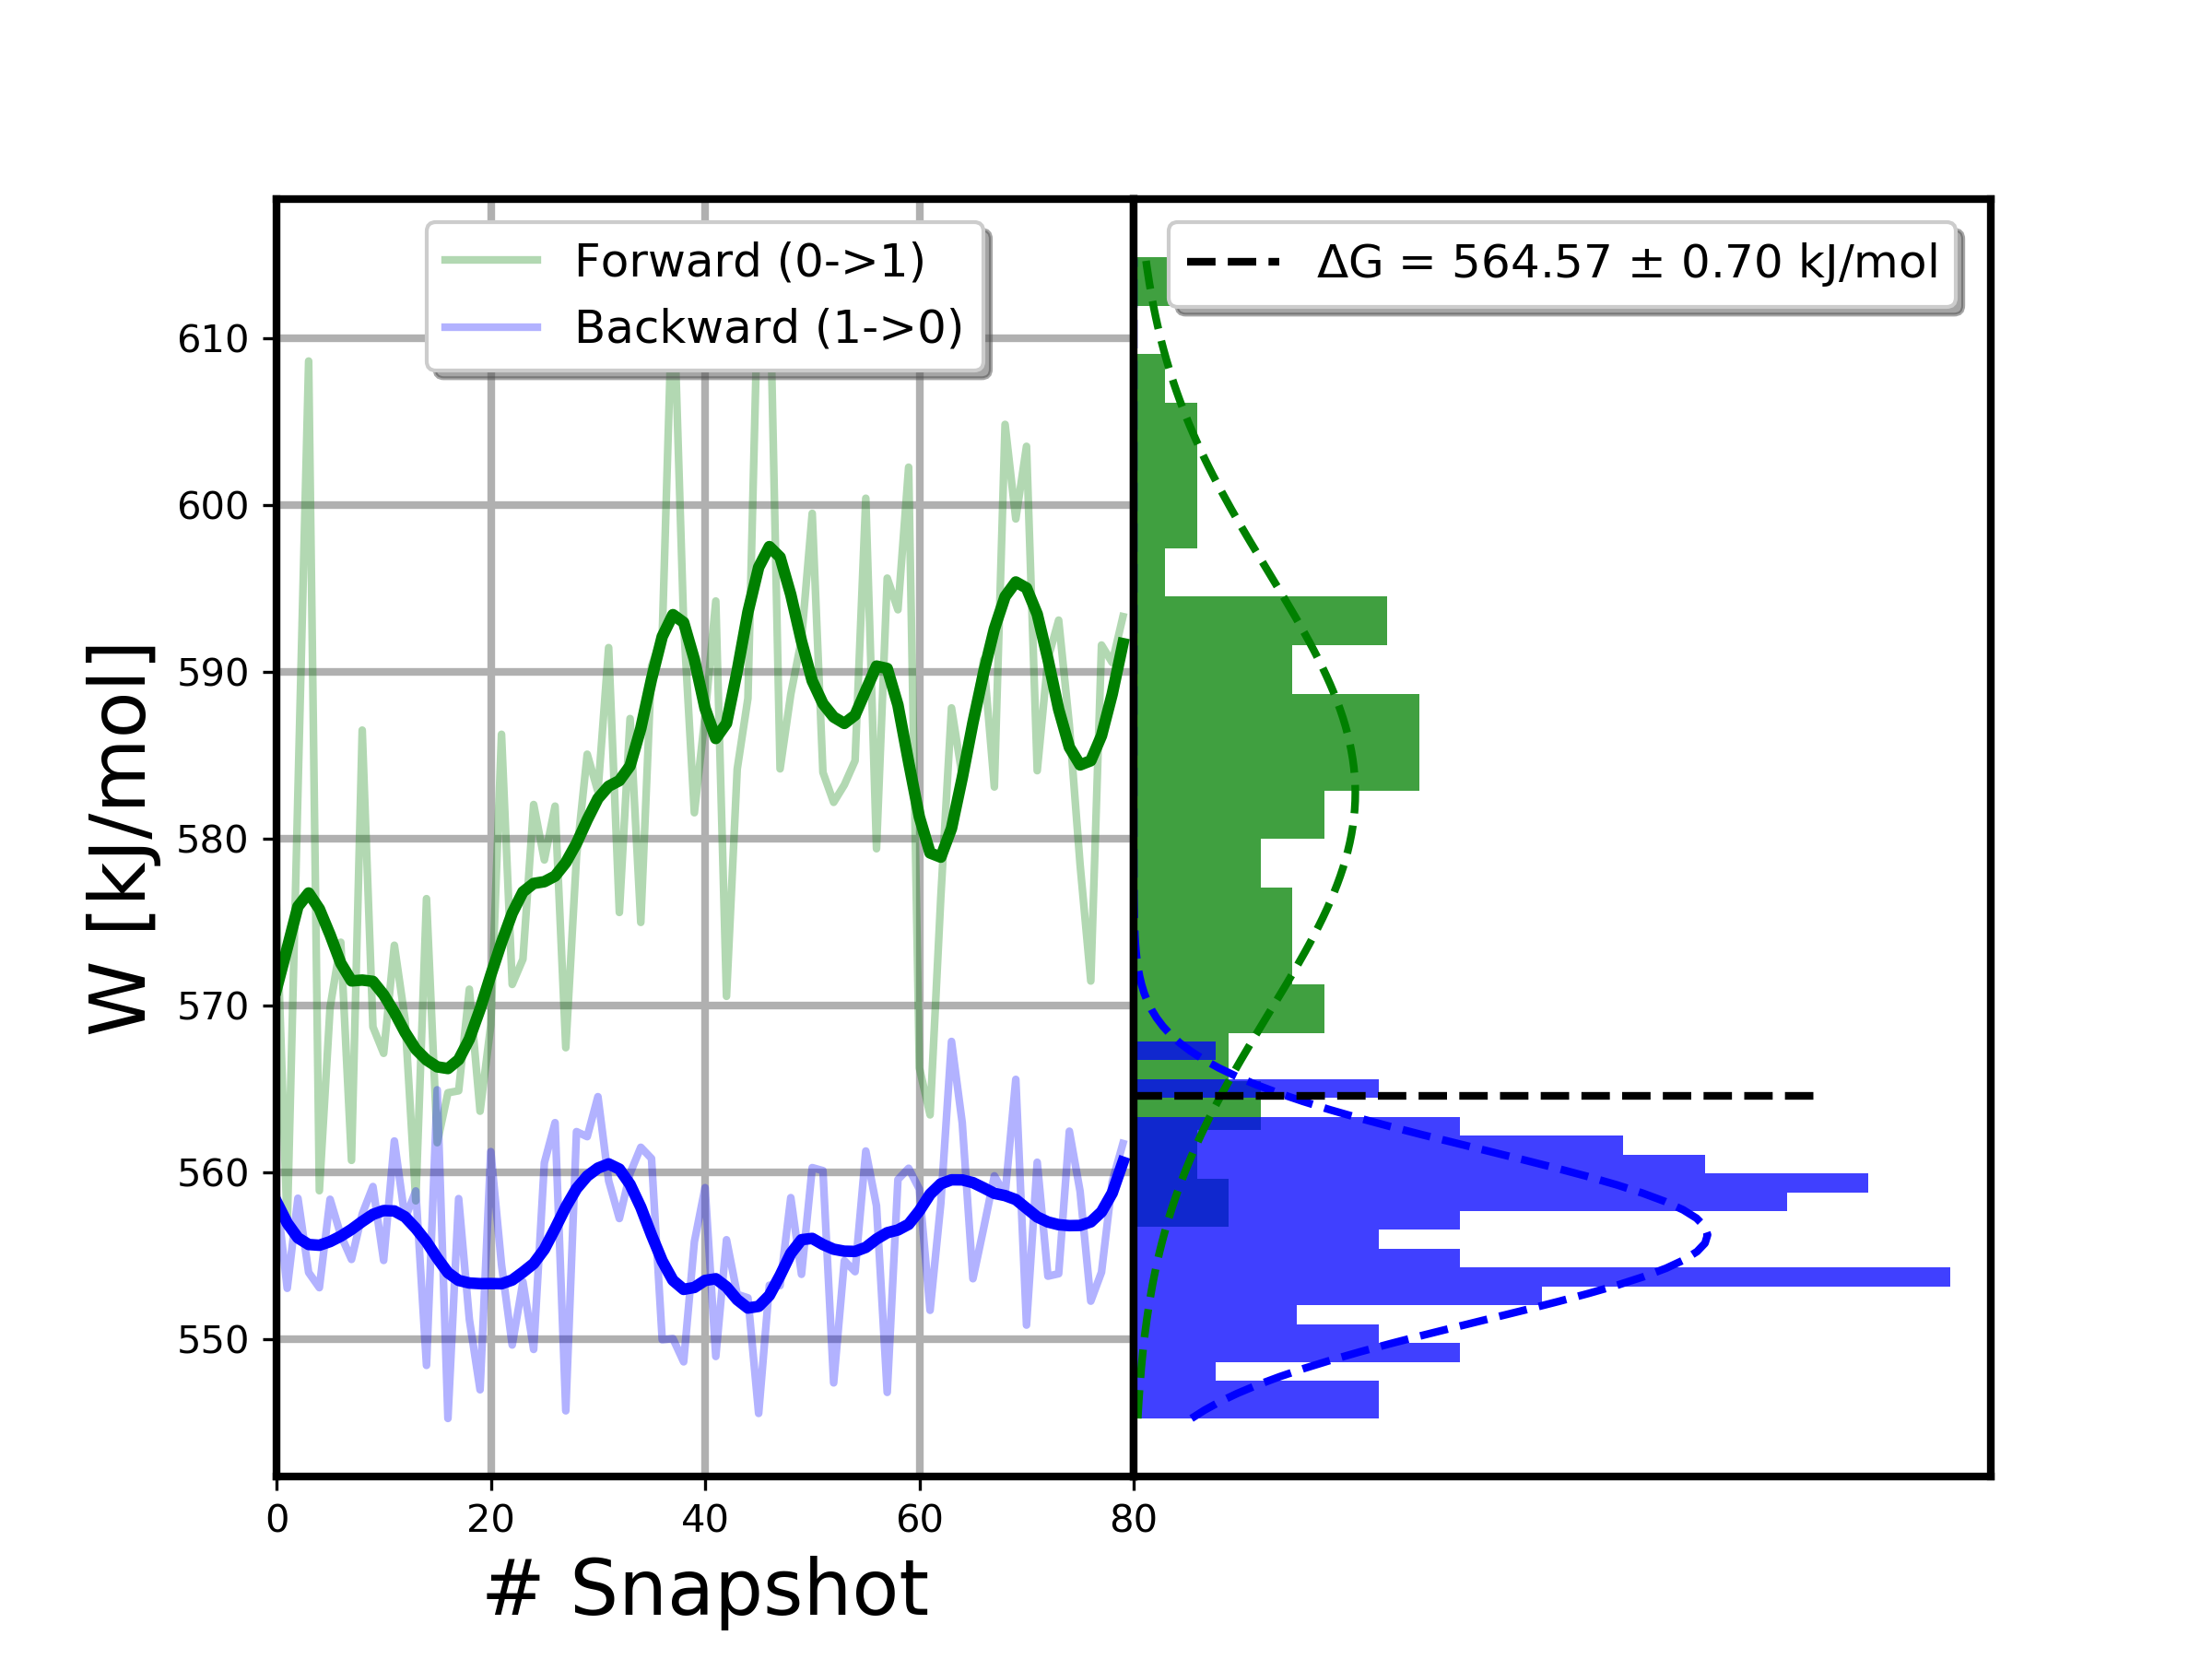 Forward (0->1)
Backward (1->0)
ΔG = 564.57 ± 0.70 kJ/mol
W [kJ/mol]
610
600
590
580
570
560
550
0 20 40 60 80
# Snapshot